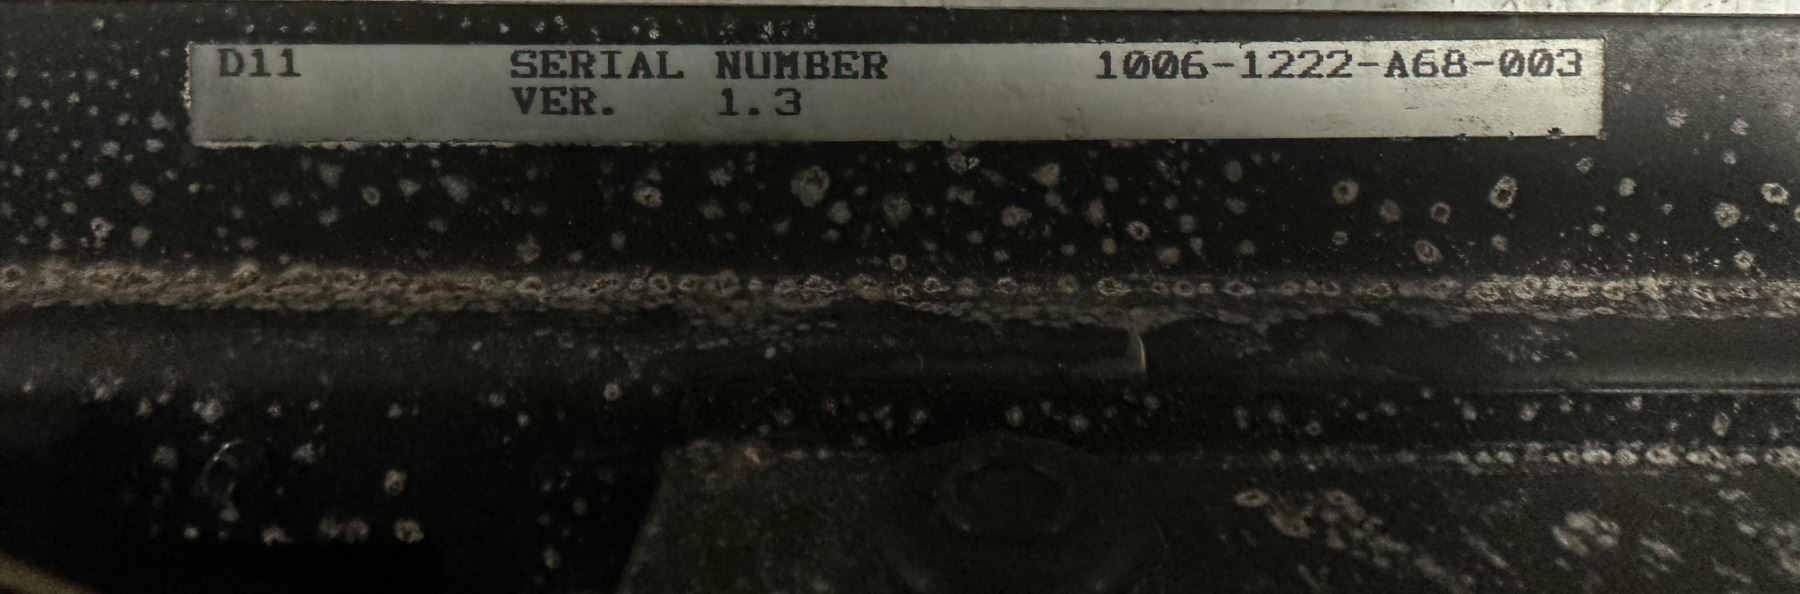 D11 SERIAL NUMBER 1006-1222-A68-003
VER. 1.3